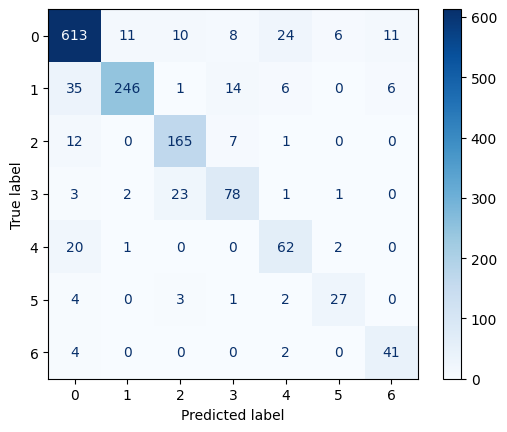 0 613 11 10 8 24 6 11
1 35 246 1 14 6 0 6
2 12 0 165 7 1 0 0
3 3 2 23 78 1 1 0
4 20 1 0 0 62 2 0
5 4 0 3 1 2 27 0
6 4 0 0 0 2 0 41
0 1 2 3 4 5 6
True label
Predicted label
600
500
400
300
200
100
0